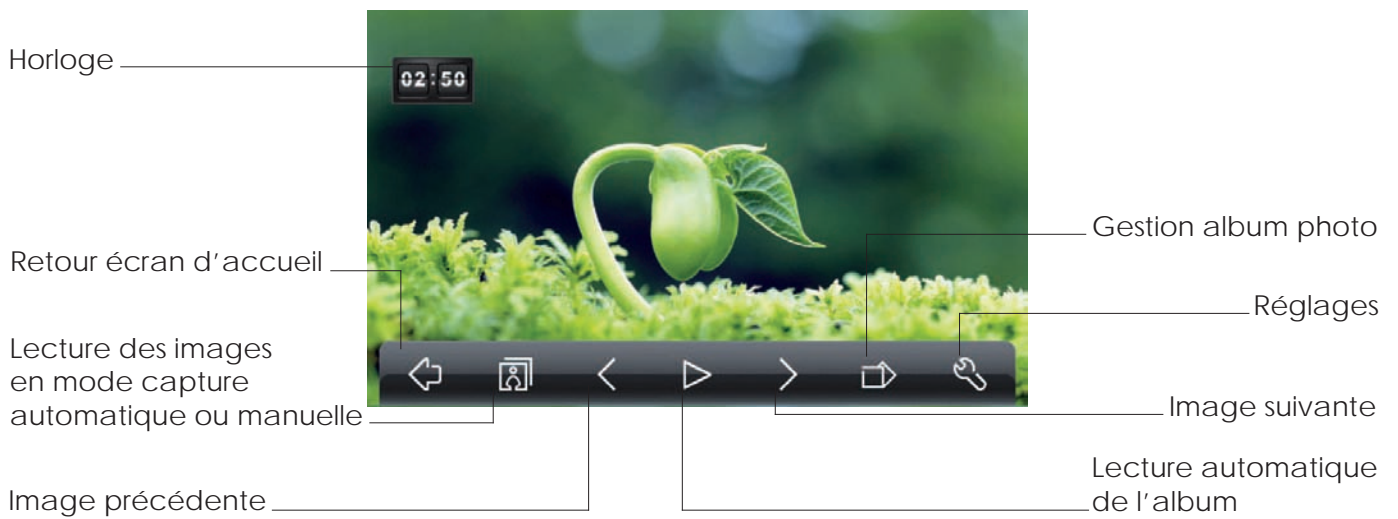 Horloge
02:50
Retour écran d'accueil
Lecture des images
en mode capture
automatique ou manuelle
Image précédente
Gestion album photo
Réglages
Image suivante
Lecture automatique
de l'album